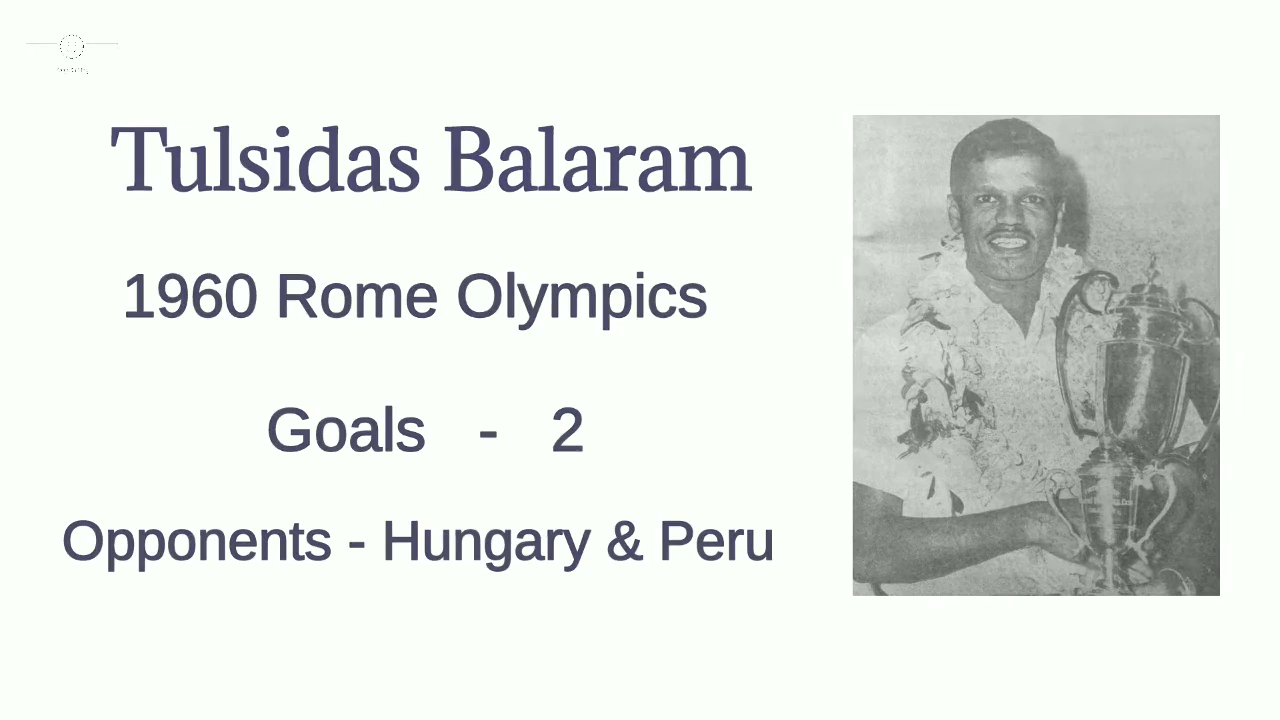 Tulsidas Balaram
1960 Rome Olympics
Goals - 2
Opponents - Hungary & Peru